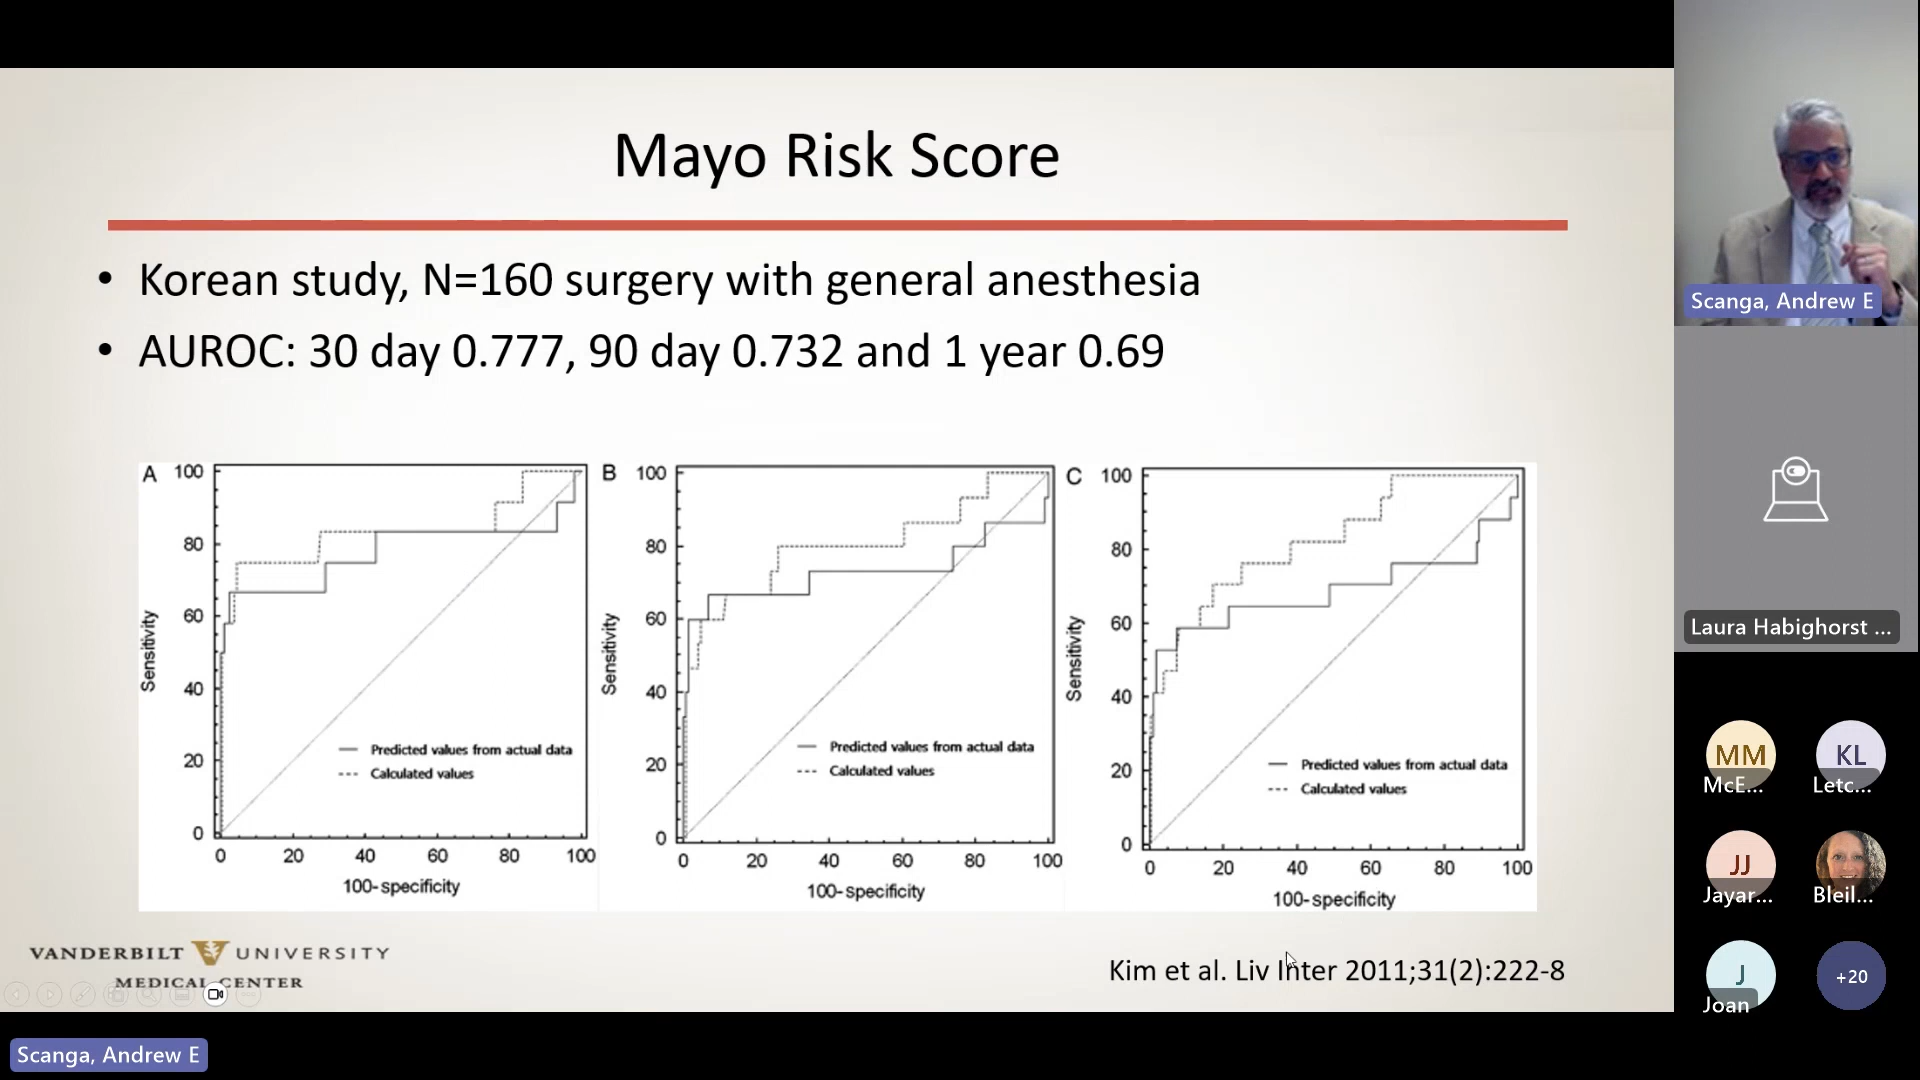 Mayo Risk Score
• Korean study, N=160 surgery with general anesthesia
• AUROC: 30 day 0.777, 90 day 0.732 and 1 year 0.69
A
100
80
60
40
20
0
Sensitivity
Predicted values from actual data
Calculated values
0 20 40 60 80 100
100-specificity
B
100
80
60
40
20
0
Sensitivity
Predicted values from actual data
Calculated values
0 20 40 60 80 100
100-specificity
C
100
80
60
40
20
0
Sensitivity
Predicted values from actual data
Calculated values
0 20 40 60 80 100
100-specificity
VANDERBILT UNIVERSITY
MEDICAL CENTER
Kim et al. Liv Inter 2011;31(2):222-8
Scanga, Andrew E
Scanga, Andrew E
Laura Habighorst ...
MM
McE...
KL
Letc...
JJ
Jayar...
Bleil...
J
Joan
+20